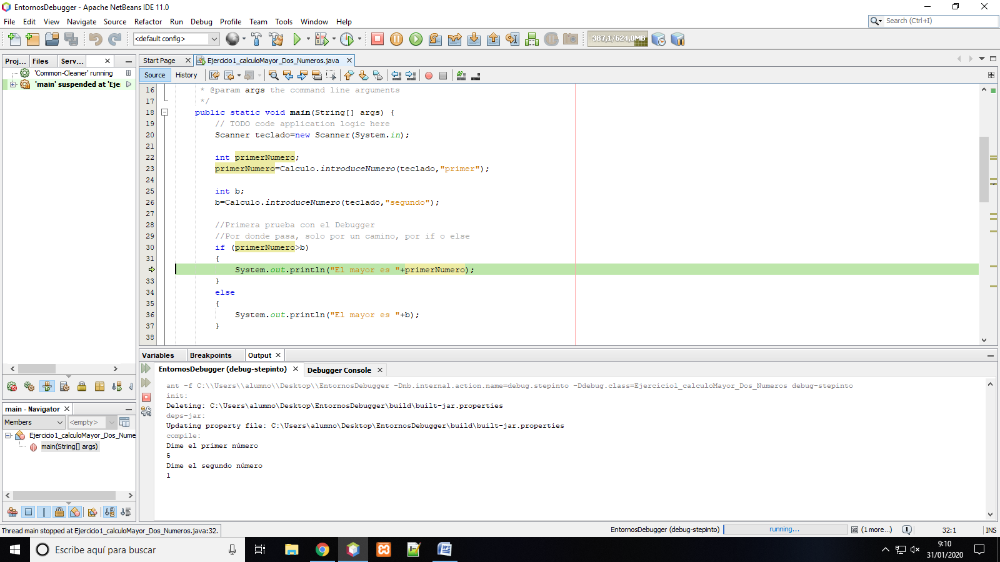 EntornosDebugger - Apache NetBeans IDE 11.0
File Edit View Navigate Source Refactor Run Debug Profile Team Tools Window Help
Search (Ctrl+I)
<default config>
387,1/624,0MB
Proj... Files Serv...
'Common-Cleaner' running
'main' suspended at 'Eje
Start Page Ejercicio1_calculoMayor_Dos_Numeros.java
Source History
16 * @param args the command line arguments
17 */
18 public static void main(String[] args) {
19 // TODO code application logic here
20 Scanner teclado=new Scanner(System.in);
21
22 int primerNumero;
23 primerNumero=Calculo.introduceNumero(teclado,"primer");
24
25 int b;
26 b=Calculo.introduceNumero(teclado,"segundo");
27
28 //Primera prueba con el Debugger
29 //Por donde pasa, solo por un camino, por if o else
30 if (primerNumero>b)
31 {
System.out.println("El mayor es "+primerNumero);
33 }
34 else
35 {
36 System.out.println("El mayor es "+b);
37 }
38
main - Navigator
Members <empty>
Ejercicio1_calculoMayor_Dos_Nume
main(String[] args)
Variables Breakpoints Output
EntornosDebugger (debug-stepinto) Debugger Console
ant -f C:\\Users\\alumno\\Desktop\\EntornosDebugger -Dnb.internal.action.name=debug.stepinto -Ddebug.class=Ejercicio1_calculoMayor_Dos_Numeros debug-stepinto
init:
Deleting: C:\Users\alumno\Desktop\EntornosDebugger\build\built-jar.properties
deps-jar:
Updating property file: C:\Users\alumno\Desktop\EntornosDebugger\build\built-jar.properties
compile:
Dime el primer número
5
Dime el segundo número
1
Thread main stopped at Ejercicio1_calculoMayor_Dos_Numeros.java:32.
EntornosDebugger (debug-stepinto) running... (1 more...) 1 32:1 INS
Escribe aquí para buscar
9:10
31/01/2020